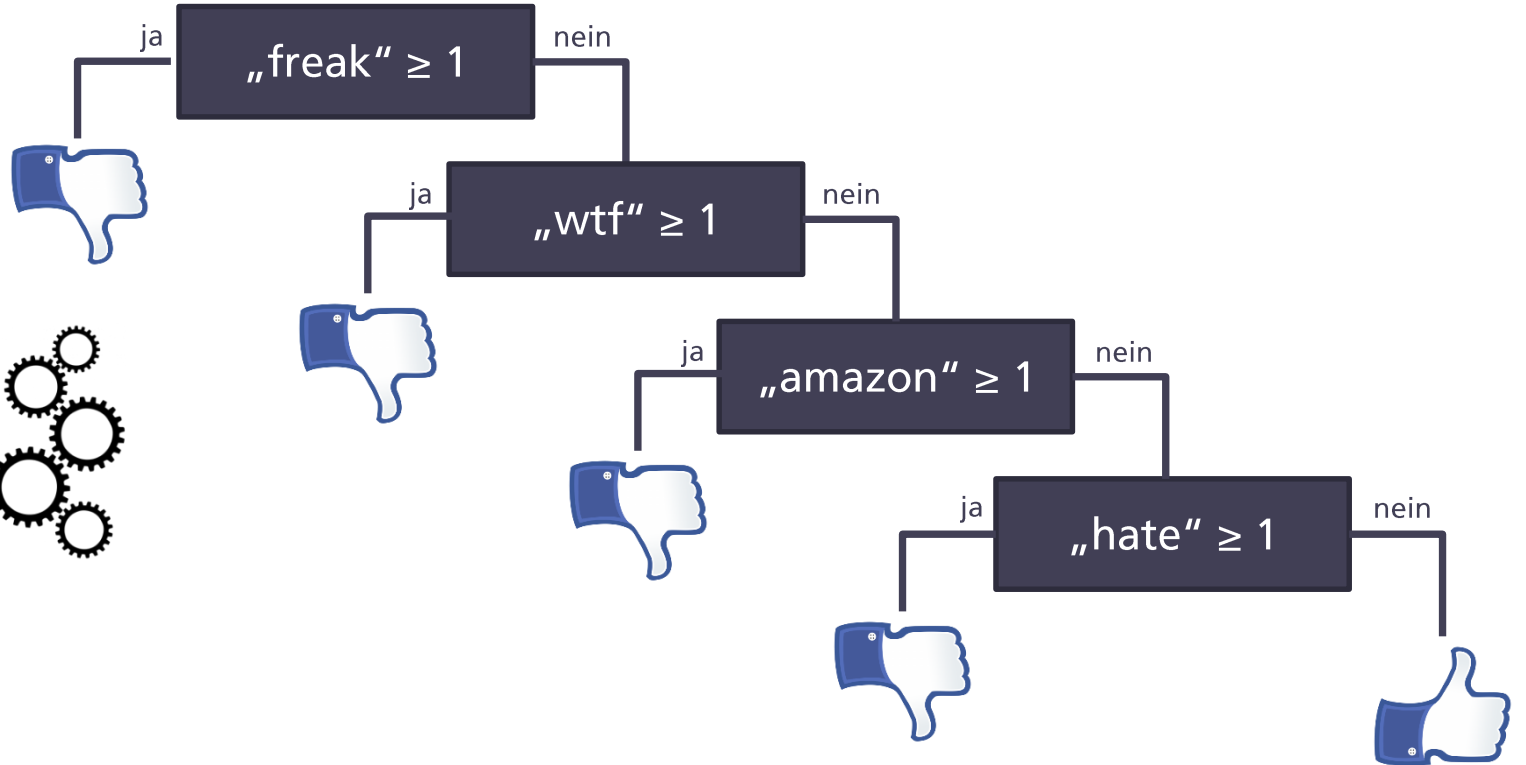 ja
„freak“ ≥ 1
nein
ja
„wtf“ ≥ 1
nein
ja
„amazon“ ≥ 1
nein
ja
„hate“ ≥ 1
nein